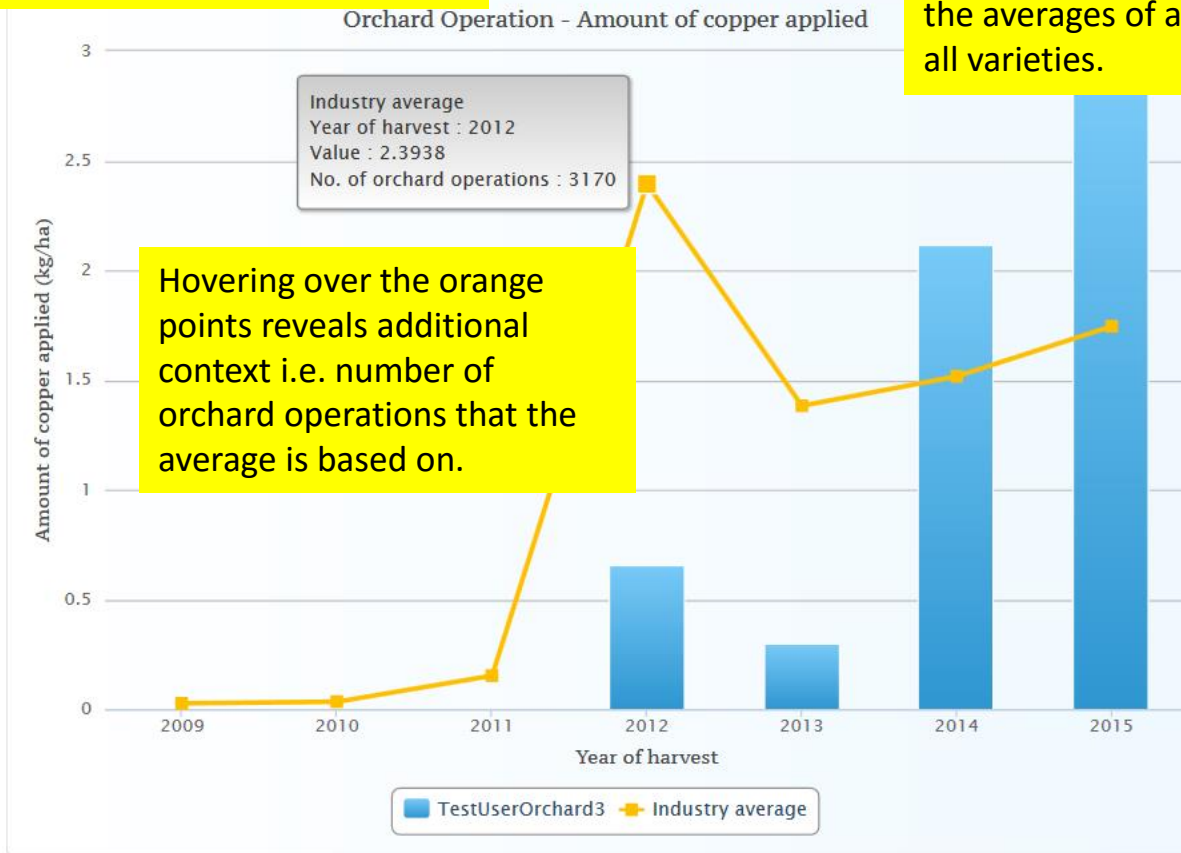 Orchard Operation - Amount of copper applied
the averages of a
all varieties.
3
2.5
2
1.5
1
0.5
0
Amount of copper applied (kg/ha)
Industry average
Year of harvest : 2012
Value : 2.3938
No. of orchard operations : 3170
Hovering over the orange
points reveals additional
context i.e. number of
orchard operations that the
average is based on.
2009 2010 2011 2012 2013 2014 2015
Year of harvest
TestUserOrchard3 Industry average